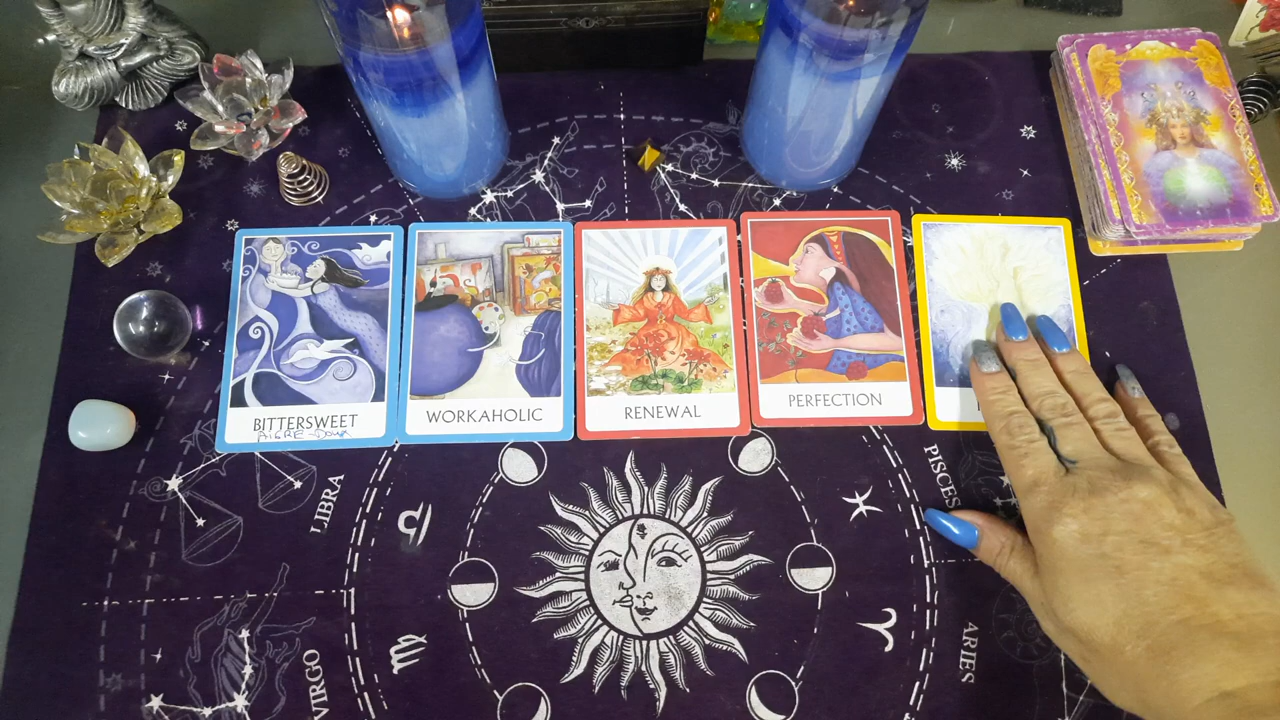 BITTERSWEET
AIGRE-DOUX
WORKAHOLIC
RENEWAL
PERFECTION
LIBRA
PISCES
VIRGO
ARIES